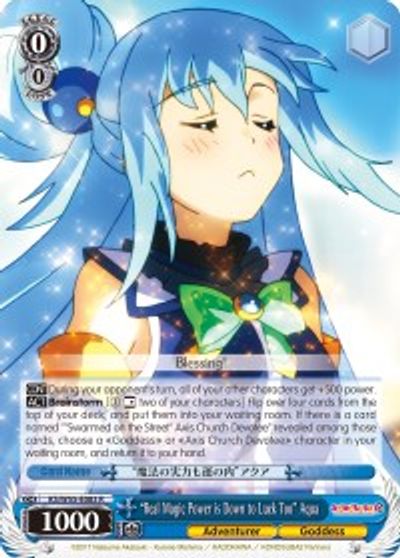 0
0
Blessing"
CONT During your opponent's turn, all of your other characters get +500 power.
ACT Brainstorm [① two of your characters] flip over four cards from the
top of your deck, and put them into your waiting room. If there is a card
named "'Swarmed on the Street' Axis Church Devotee" revealed among those
cards, choose a «Goddess» or «Axis Church Devotee» character in your
waiting room, and return it to your hand.
Card Name
"魔法の実力も運の内"アクア
1000
"Real Magic Power is Down to Luck Too" Aqua
Adventurer
Goddess